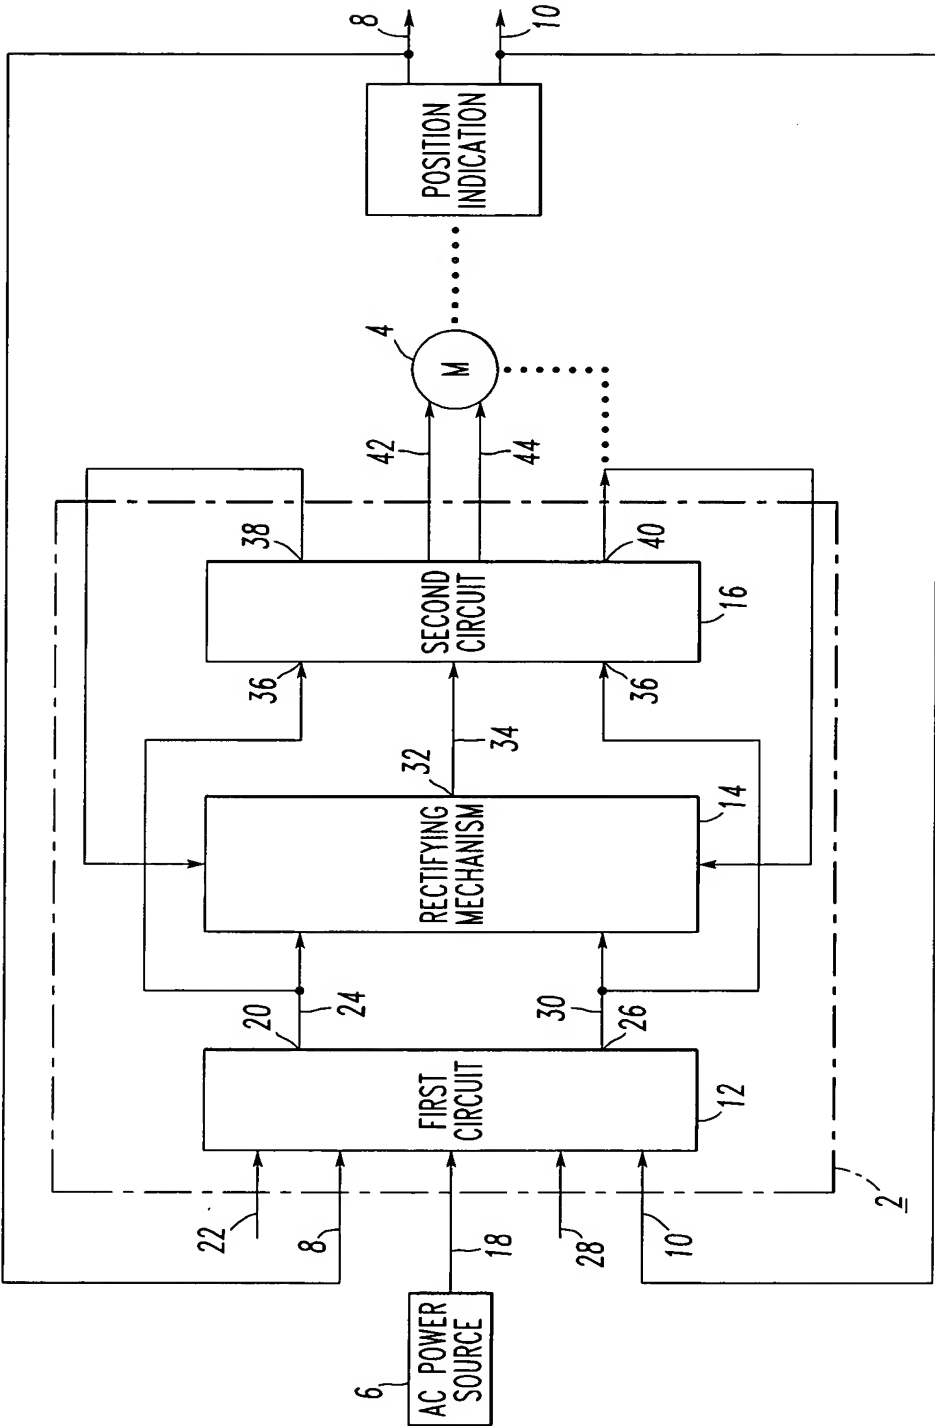 6
AC POWER
SOURCE
18
22
8
28
10
2
FIRST
CIRCUIT
12
20
24
30
26
RECTIFYING
MECHANISM
14
32
34
36
36
SECOND
CIRCUIT
16
38
40
42
44
4
M
POSITION
INDICATION
8
10